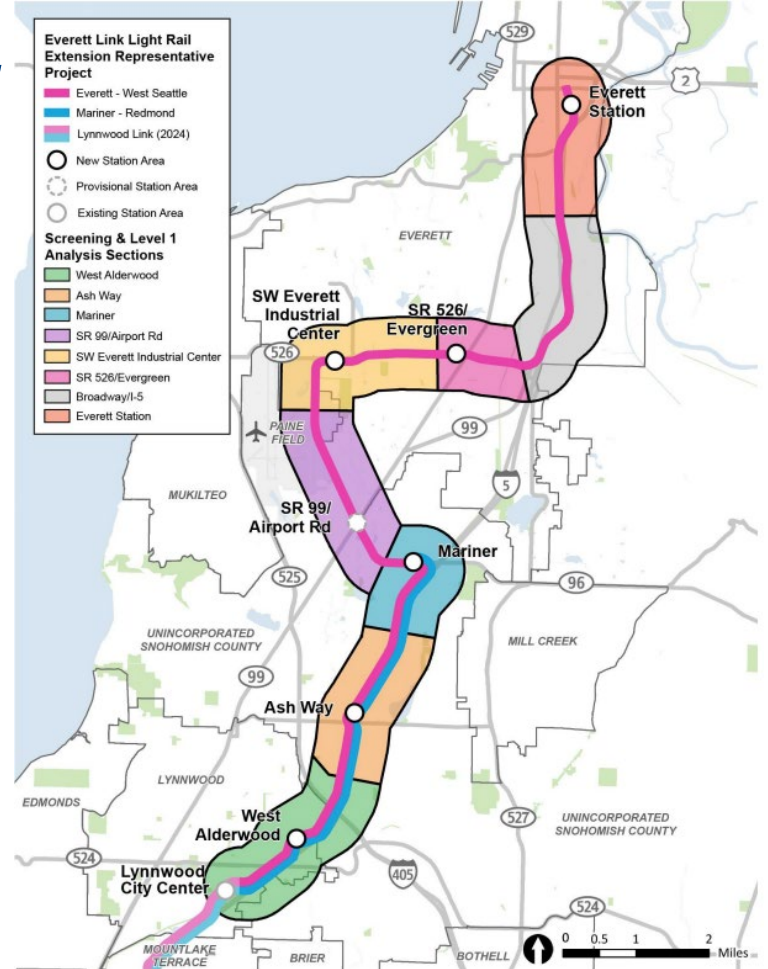 Everett Link Light Rail
Extension Representative
Project
Everett - West Seattle
Mariner - Redmond
Lynnwood Link (2024)
New Station Area
Provisional Station Area
Existing Station Area
Screening & Level 1
Analysis Sections
West Alderwood
Ash Way
Mariner
SR 99/Airport Rd
SW Everett Industrial Center
SR 526/Evergreen
Broadway/I-5
Everett Station
529
2
Everett
Station
EVERETT
SW Everett
Industrial
Center
SR 526/
Evergreen
526
PAINE
FIELD
99
5
MUKILTEO
SR 99/
Airport Rd
Mariner
525
96
UNINCORPORATED
SNOHOMISH COUNTY
MILL CREEK
99
Ash Way
LYNNWOOD
EDMONDS
West
Alderwood
527
UNINCORPORATED
SNOHOMISH COUNTY
524
Lynnwood
City Center
405
524
MOUNTLAKE
TERRACE
BRIER
BOTHELL
0 0.5 1 2
Miles